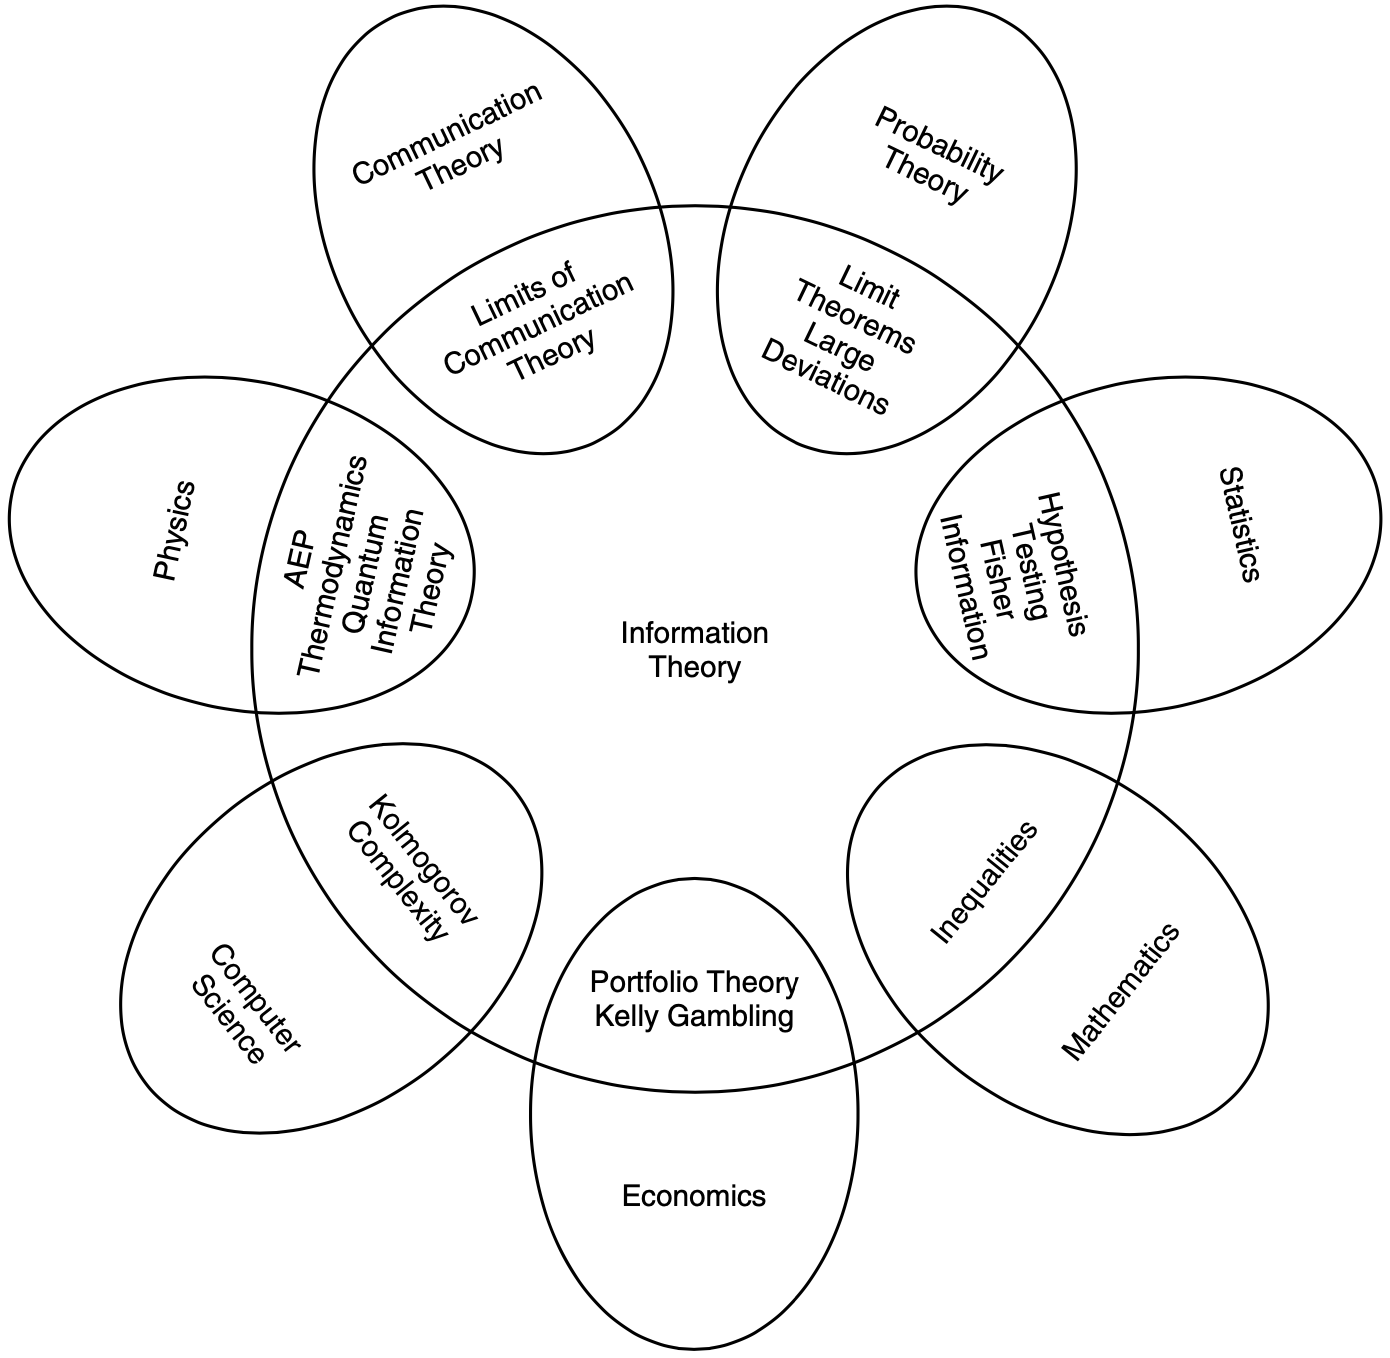 Communication
Theory
Probability
Theory
Limits of
Communication
Theory
Limit
Theorems
Large
Deviations
Physics
AEP
Thermodynamics
Quantum
Information
Theory
Information
Theory
Hypothesis
Testing
Fisher
Information
Statistics
Kolmogorov
Complexity
Computer
Science
Portfolio Theory
Kelly Gambling
Economics
Inequalities
Mathematics